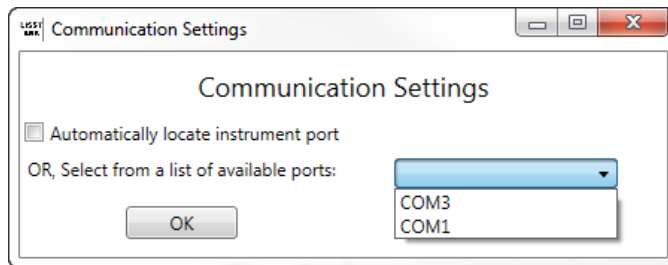 LISST
Communication Settings
Communication Settings
Automatically locate instrument port
OR, Select from a list of available ports:
COM3
COM1
OK